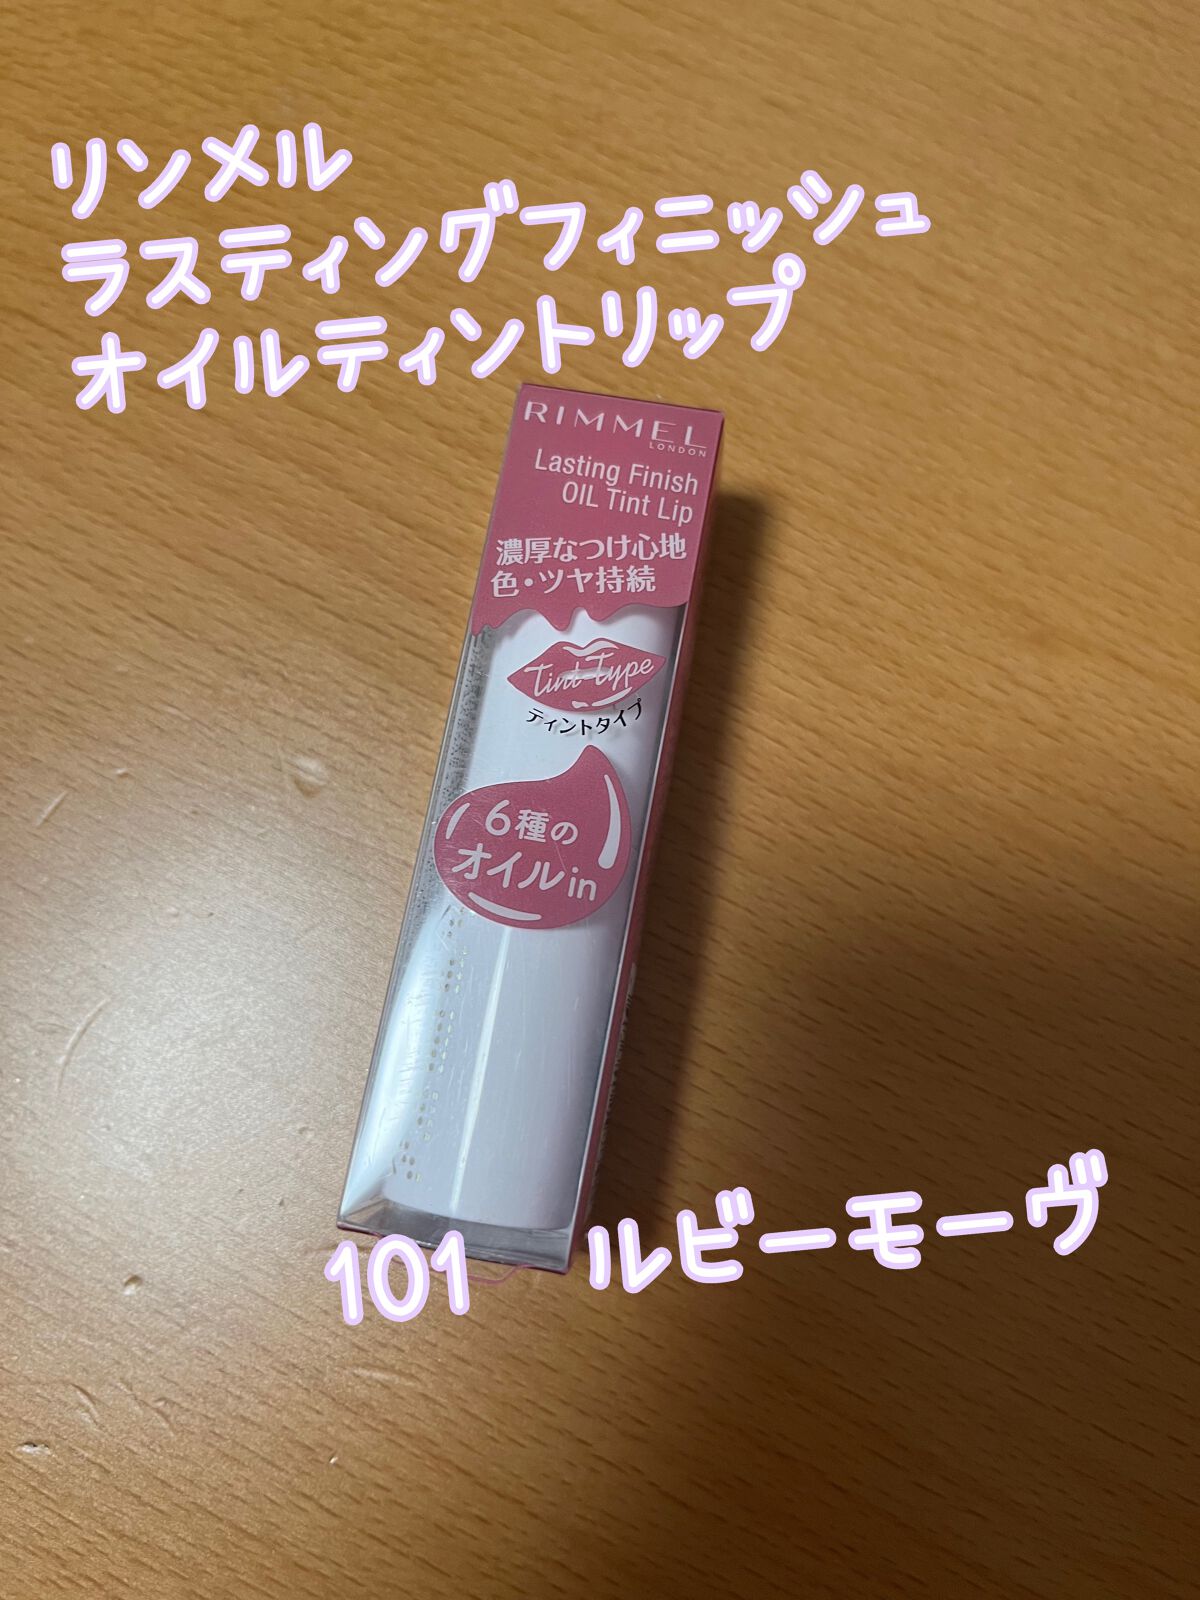 リンメル
ラスティングフィニッシュ
オイルティントリップ
RIMMEL
LONDON
Lasting Finish
OIL Tint Lip
濃厚なつけ心地
色・ツヤ持続
Tint Type
ティントタイプ
6種の
オイルin
101 ルビーモーヴ